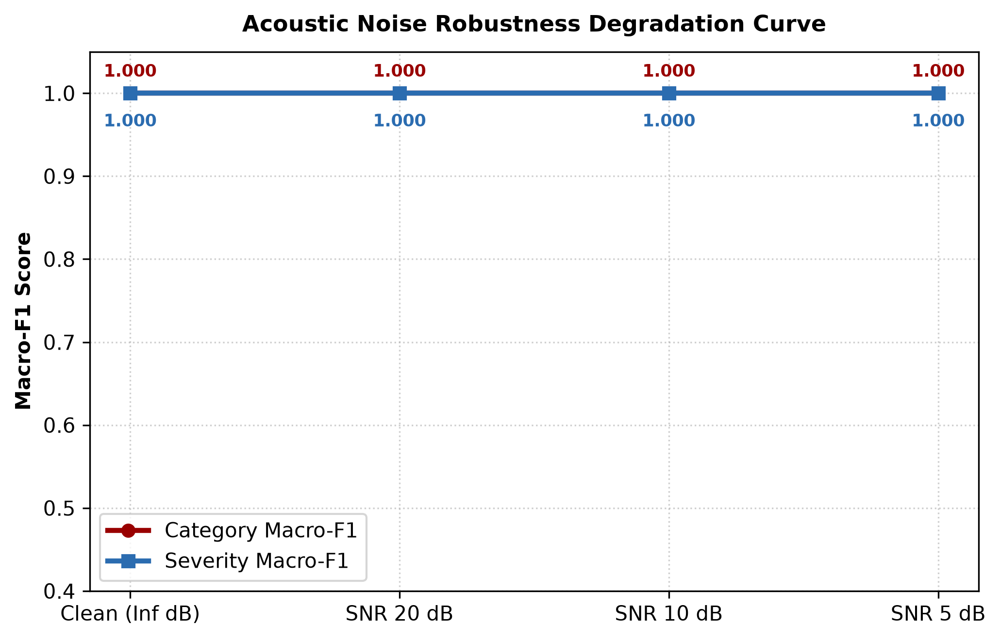 Acoustic Noise Robustness Degradation Curve
Macro-F1 Score
1.000 1.000 1.000 1.000
1.0
1.000 1.000 1.000 1.000
0.9
0.8
0.7
0.6
0.5
Category Macro-F1
Severity Macro-F1
0.4
Clean (Inf dB) SNR 20 dB SNR 10 dB SNR 5 dB